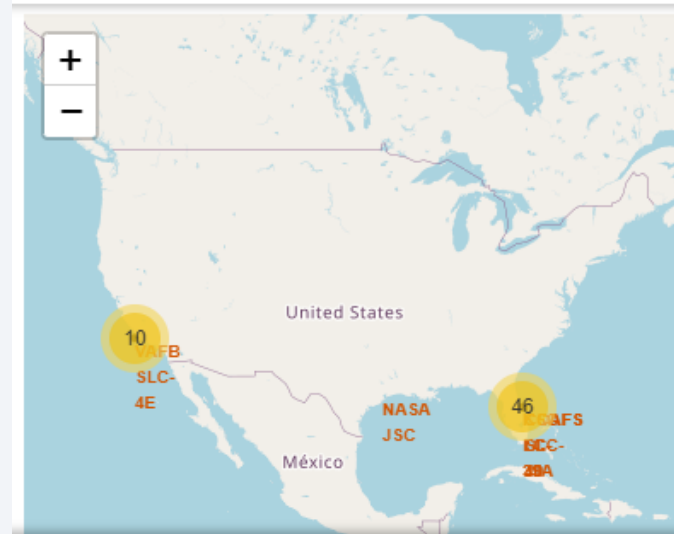 +
−
United States
10
VAFB
SLC-
4E
NASA
JSC
46
México